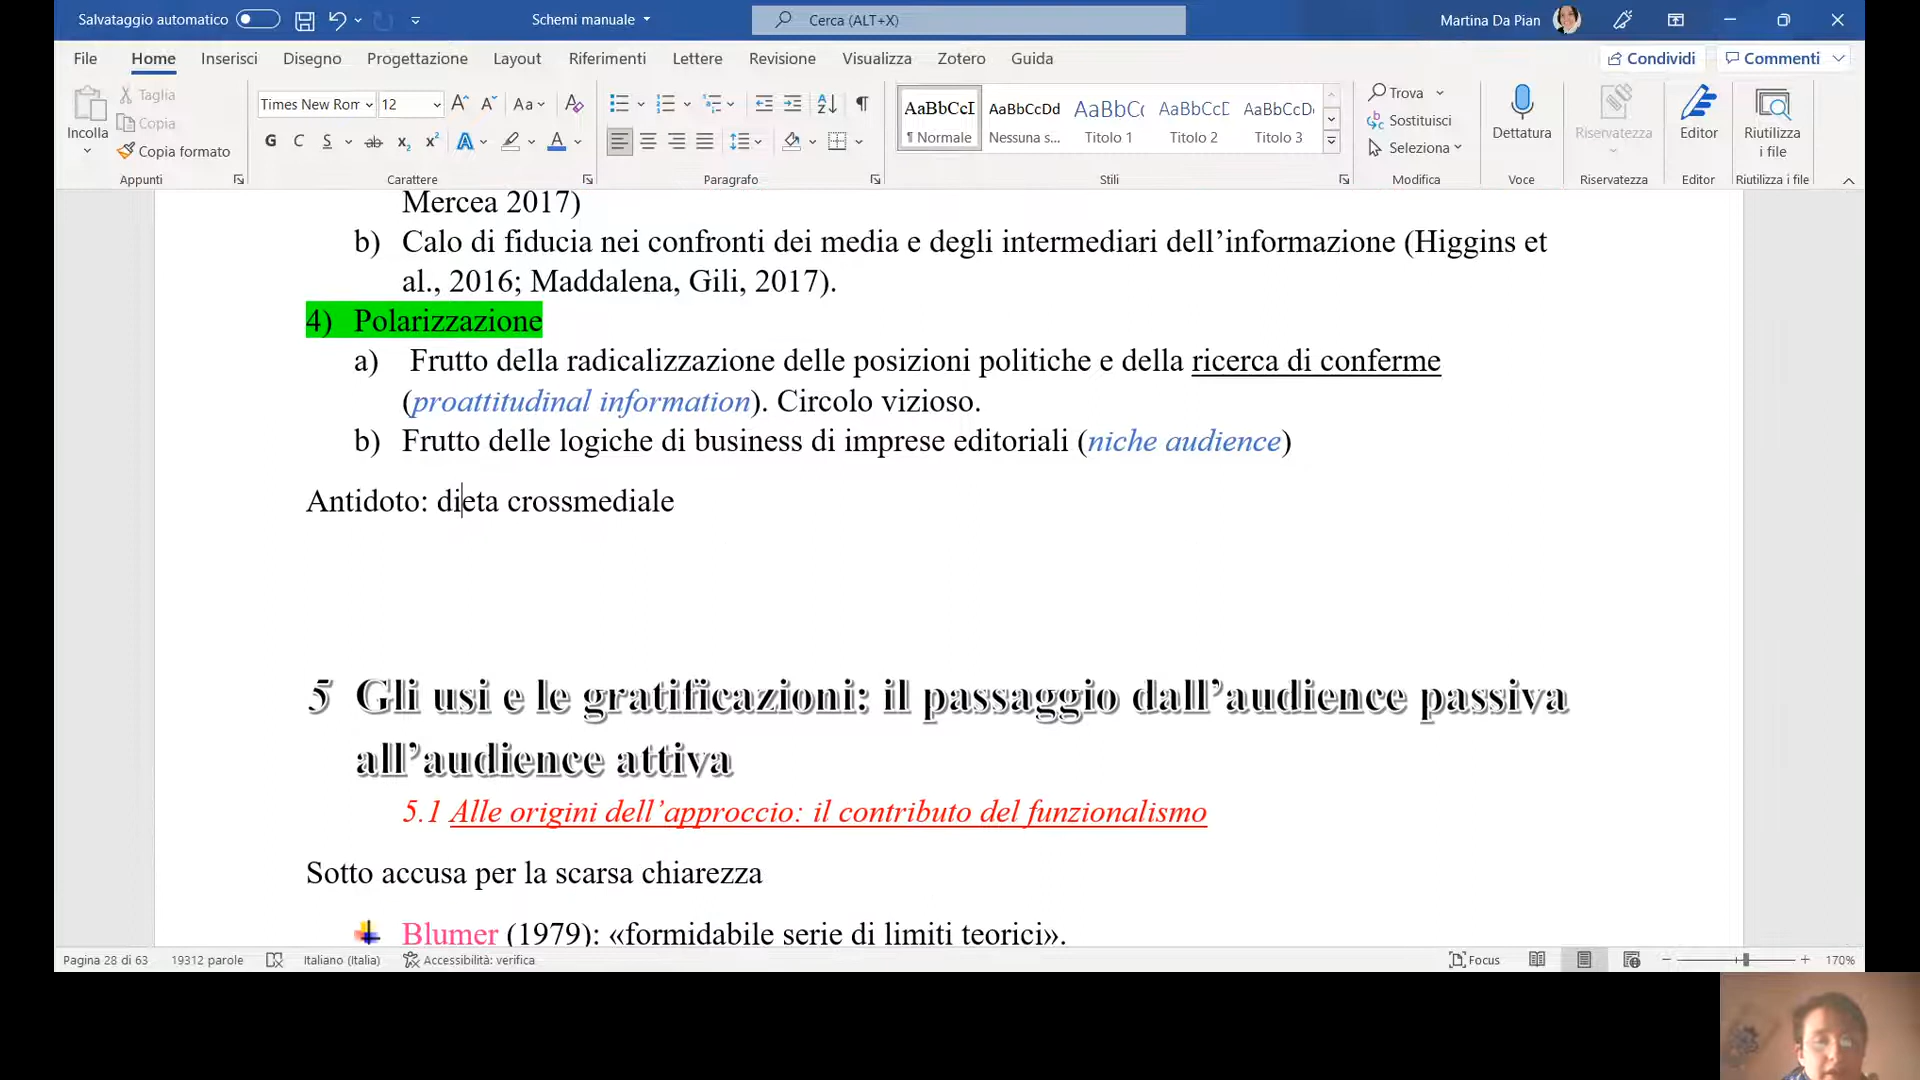 Salvataggio automatico
Schemi manuale
Cerca (ALT+X)
Martina Da Pian
File Home Inserisci Disegno Progettazione Layout Riferimenti Lettere Revisione Visualizza Zotero Guida
Condividi
Commenti
Incolla
Taglia
Copia
Copia formato
Appunti
Times New Rom
12
Carattere
Paragrafo
AaBbCcI AaBbCcDd AaBbC( AaBbCcD AaBbCcD
¶ Normale Nessuna s... Titolo 1 Titolo 2 Titolo 3
Stili
Trova
Sostituisci
Seleziona
Modifica
Dettatura
Voce
Riservatezza
Riservatezza
Editor
Editor
Riutilizza
i file
Riutilizza i file
Mercea 2017)
b) Calo di fiducia nei confronti dei media e degli intermediari dell’informazione (Higgins et
al., 2016; Maddalena, Gili, 2017).
4) Polarizzazione
a) Frutto della radicalizzazione delle posizioni politiche e della ricerca di conferme
(proattitudinal information). Circolo vizioso.
b) Frutto delle logiche di business di imprese editoriali (niche audience)
Antidoto: dieta crossmediale
5 Gli usi e le gratificazioni: il passaggio dall’audience passiva
all’audience attiva
5.1 Alle origini dell’approccio: il contributo del funzionalismo
Sotto accusa per la scarsa chiarezza
Blumer (1979): «formidabile serie di limiti teorici».
Pagina 28 di 63
19312 parole
Italiano (Italia)
Accessibilità: verifica
Focus
170%